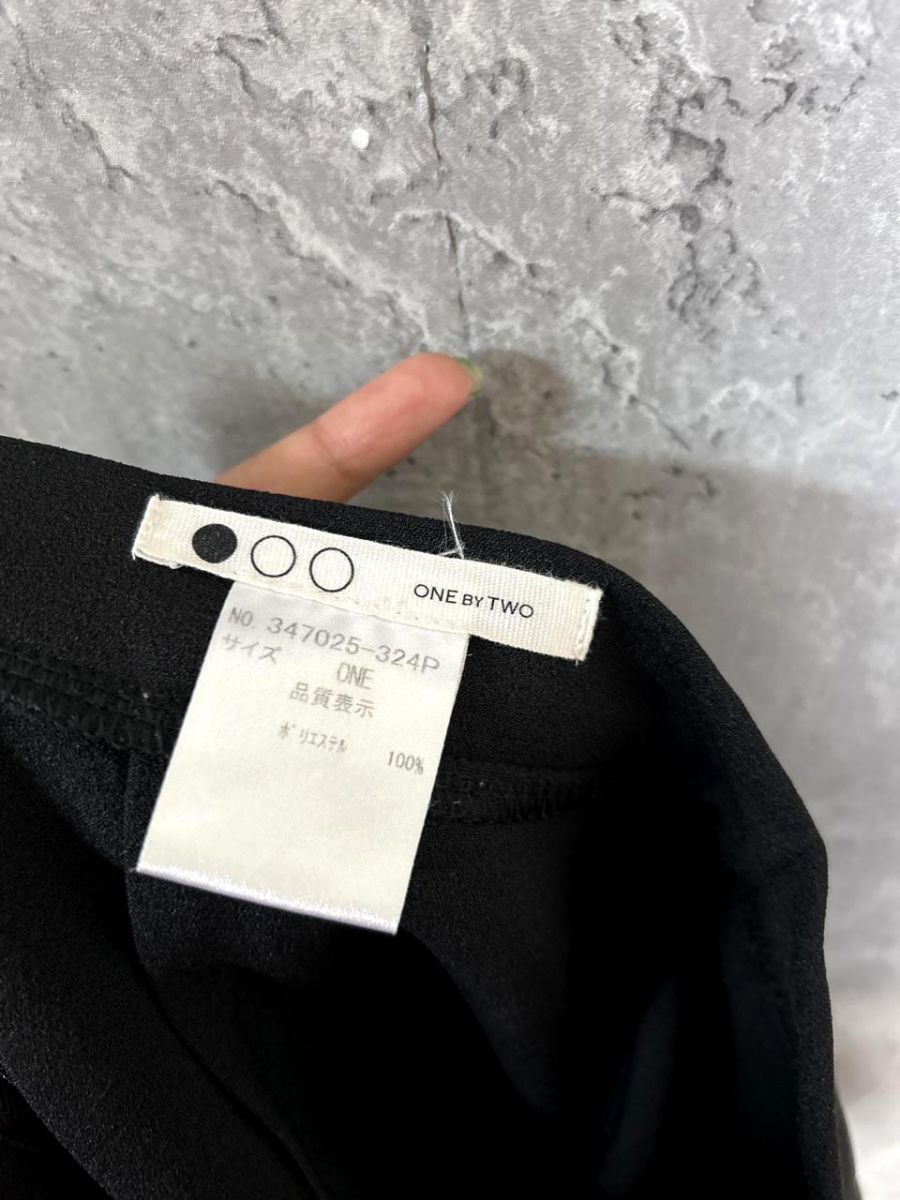 ONE BY TWO
NO. 347025-324P
サイズ ONE
品質表示
ポリエステル
100%